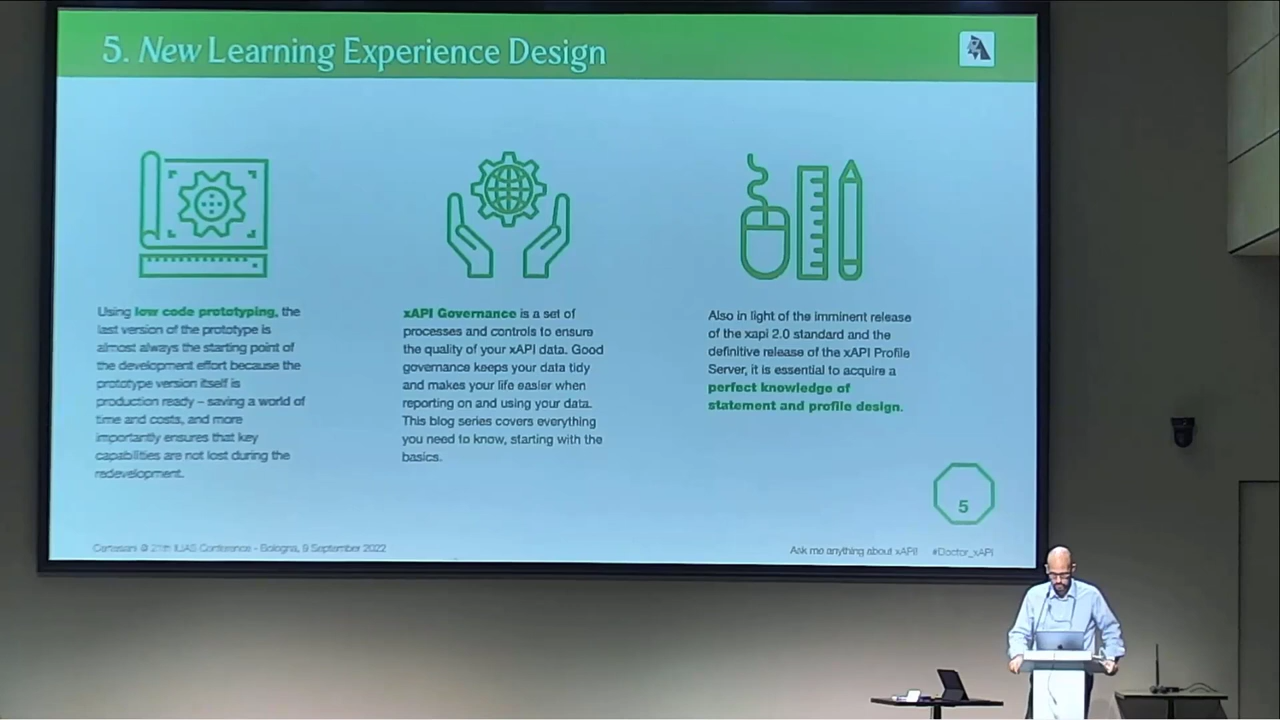 5. New Learning Experience Design
Using low code prototyping, the
last version of the prototype is
almost always the starting point of
the development effort because the
prototype version itself is
production ready – saving a world of
time and costs, and more
importantly ensures that key
capabilities are not lost during the
redevelopment.
xAPI Governance is a set of
processes and controls to ensure
the quality of your xAPI data. Good
governance keeps your data tidy
and makes your life easier when
reporting on and using your data.
This blog series covers everything
you need to know, starting with the
basics.
Also in light of the imminent release
of the xapi 2.0 standard and the
definitive release of the xAPI Profile
Server, it is essential to acquire a
perfect knowledge of
statement and profile design.
5
@ 21th ILIAS Conference - Bologna, 9 September 2022
Ask me anything about xAPI! #Doctor_xAPI